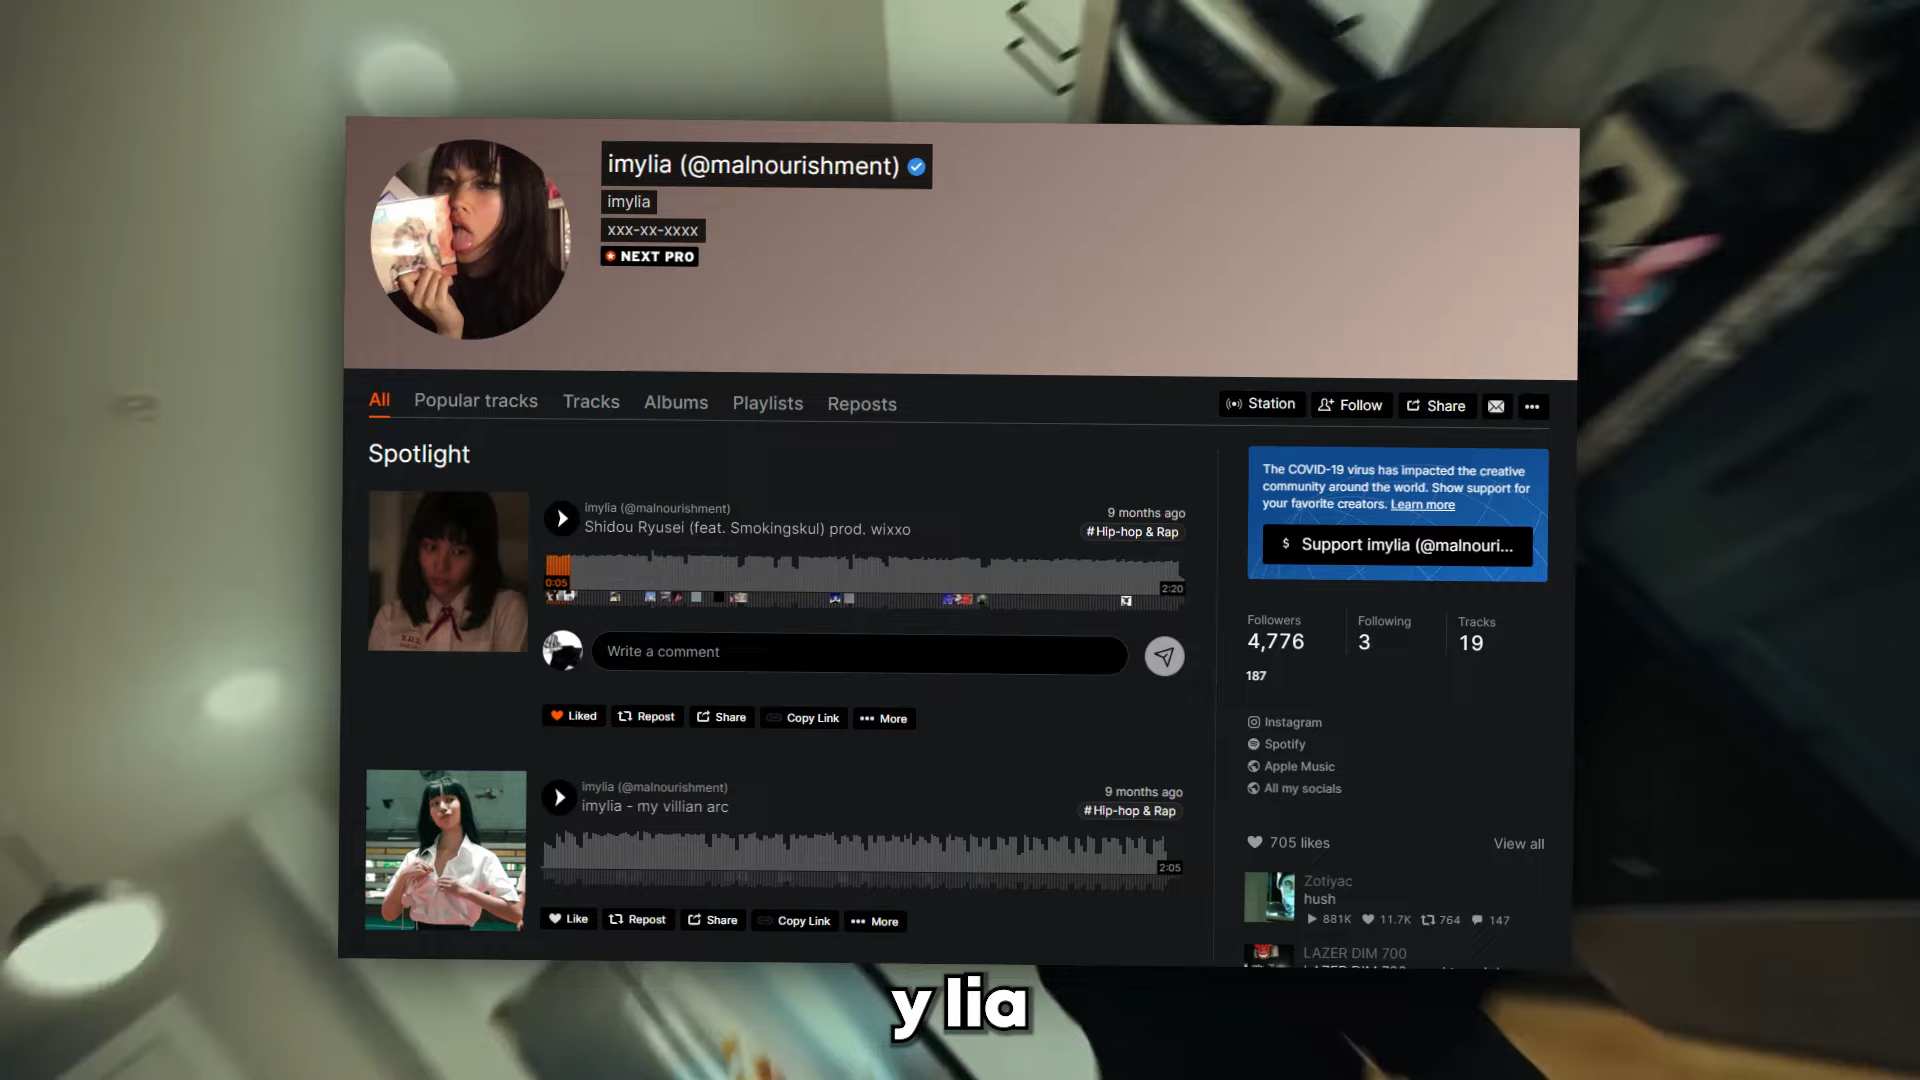 imylia (@malnourishment)
imylia
xxx-xx-xxxx
NEXT PRO
All Popular tracks Tracks Albums Playlists Reposts
Station Follow Share •••
Spotlight
imylia (@malnourishment)
Shidou Ryusei (feat. Smokingskul) prod. wixxo
9 months ago
#Hip-hop & Rap
0:05
2:20
Write a comment
Liked Repost Share Copy Link ••• More
imylia (@malnourishment)
imylia - my villian arc
9 months ago
#Hip-hop & Rap
2:05
Like Repost Share Copy Link ••• More
The COVID-19 virus has impacted the creative
community around the world. Show support for
your favorite creators. Learn more
$ Support imylia (@malnouri...
Followers Following Tracks
4,776 3 19
187
Instagram
Spotify
Apple Music
All my socials
705 likes View all
Zotiyac
hush
881K 11.7K 764 147
LAZER DIM 700
y lia